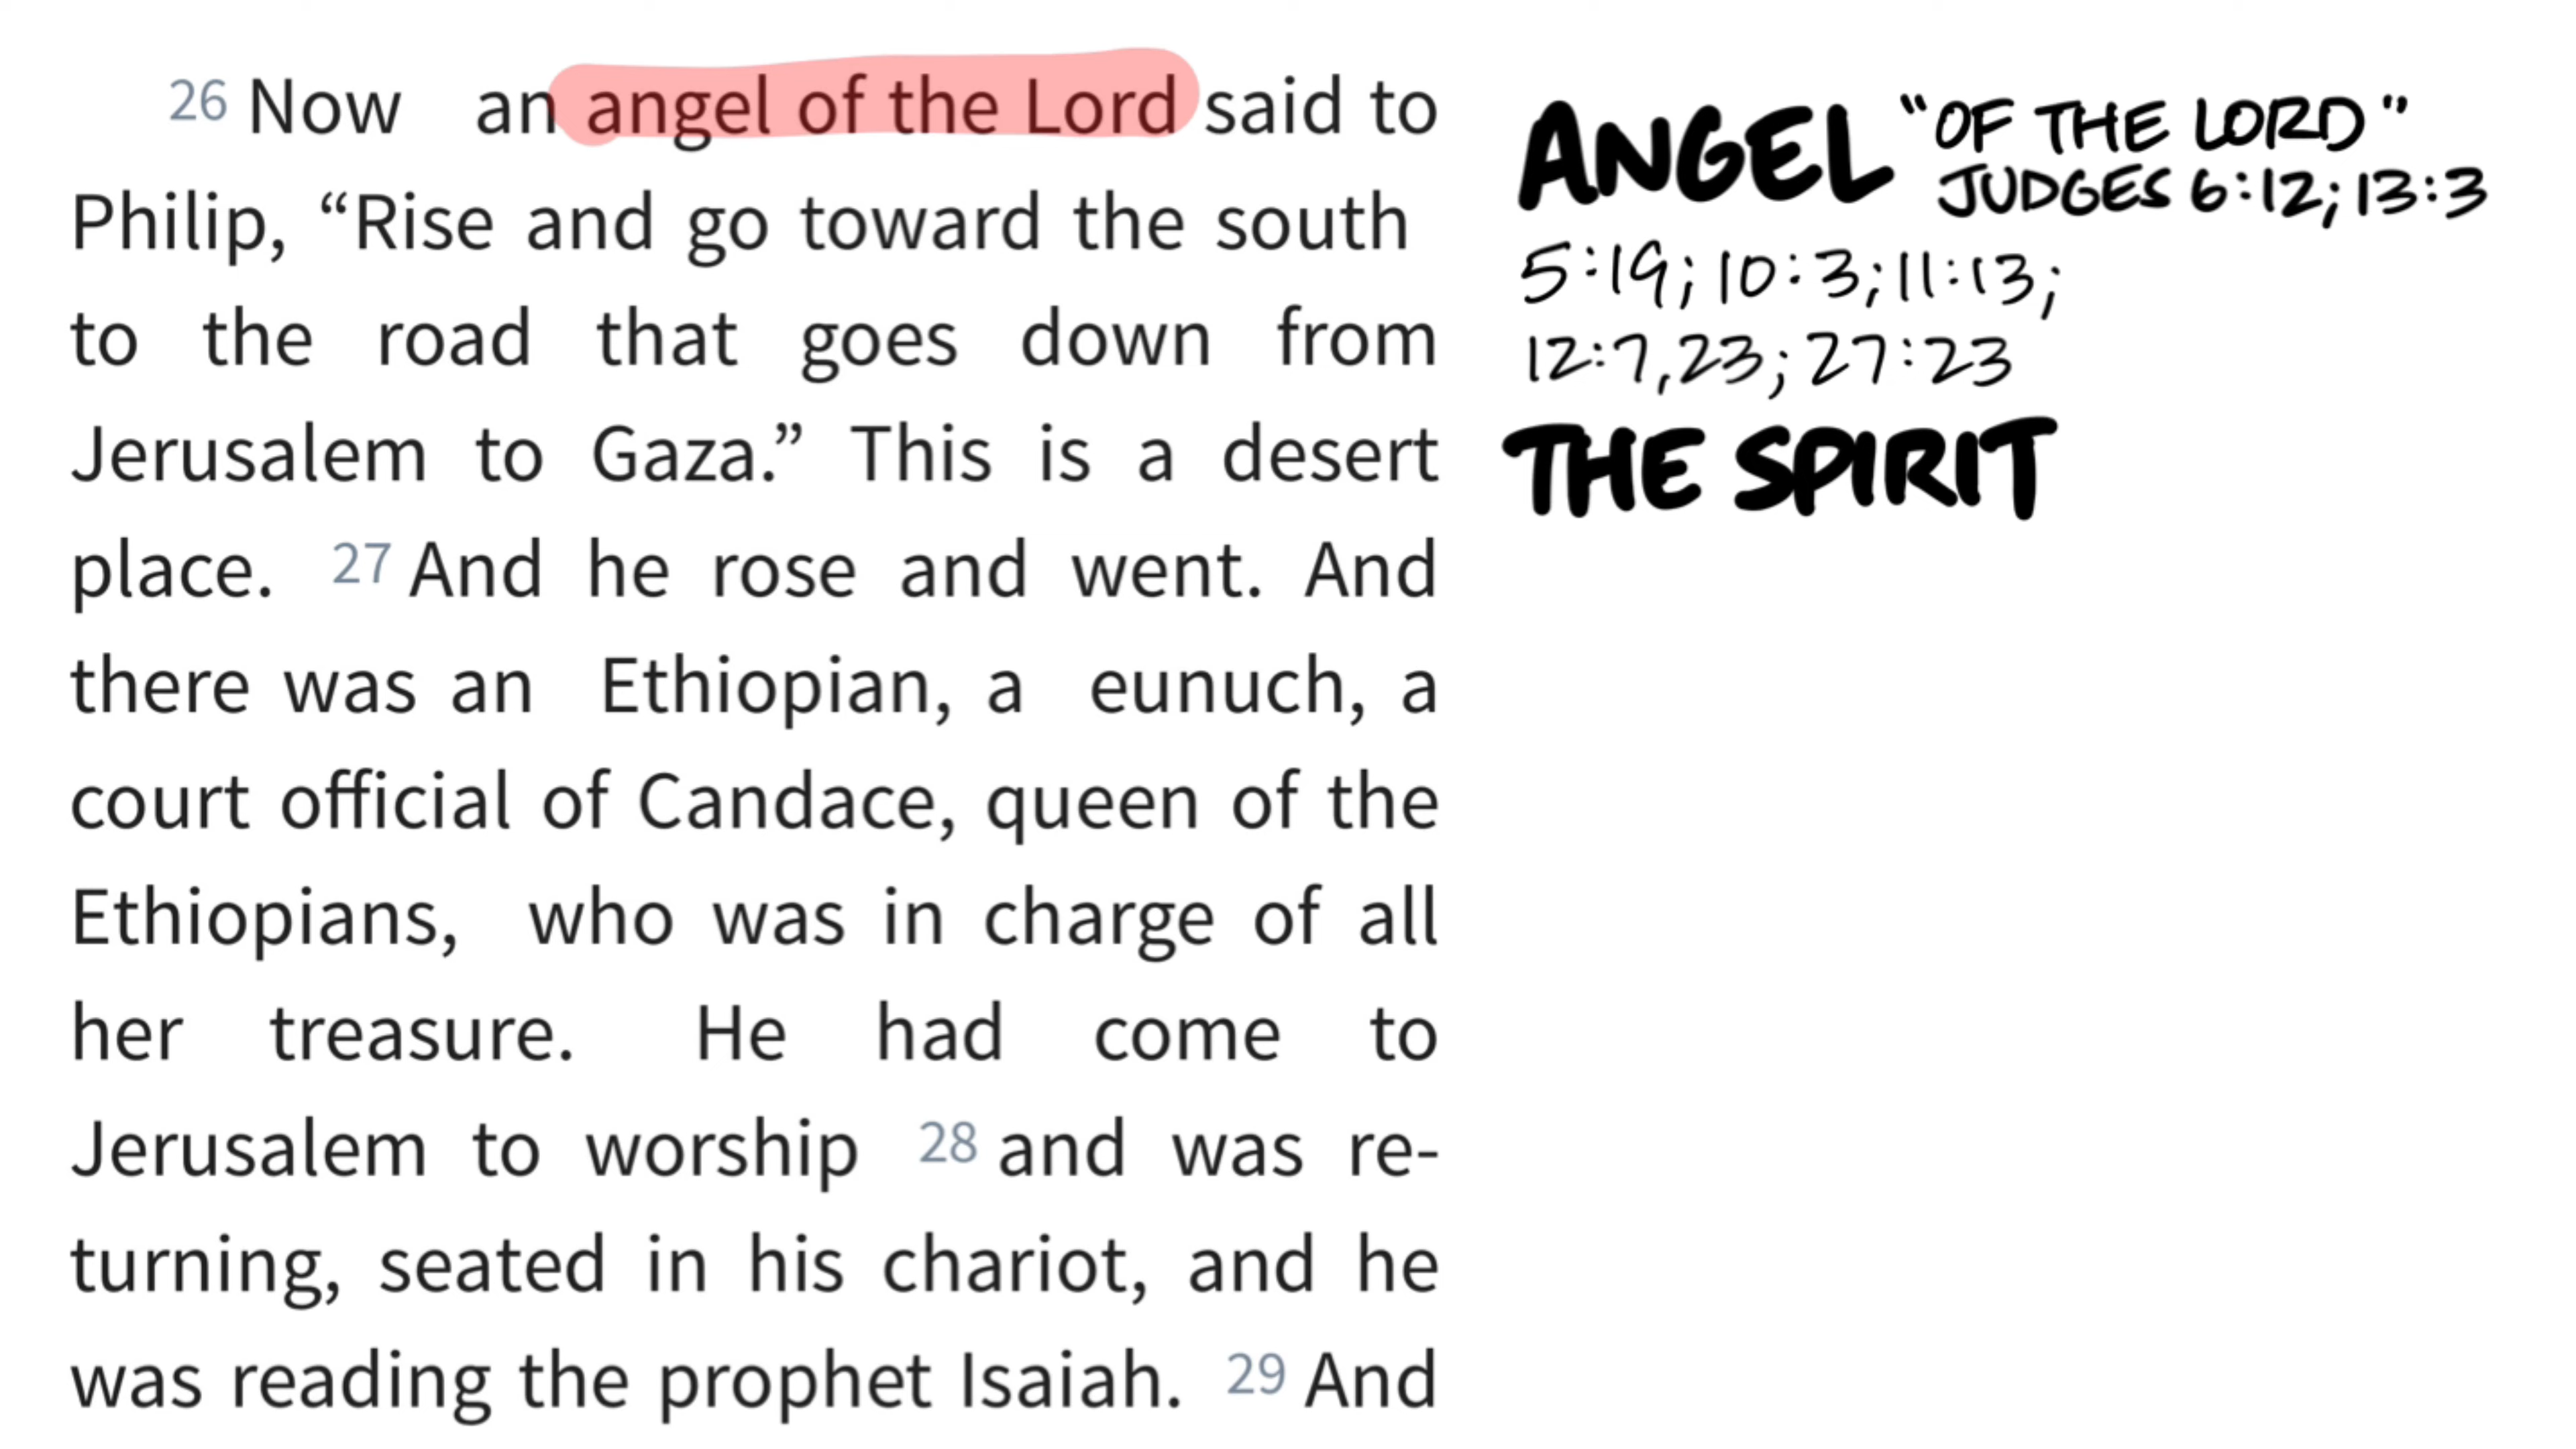 26 Now an angel of the Lord said to
Philip, “Rise and go toward the south
to the road that goes down from
Jerusalem to Gaza.” This is a desert
place. 27 And he rose and went. And
there was an Ethiopian, a eunuch, a
court official of Candace, queen of the
Ethiopians, who was in charge of all
her treasure. He had come to
Jerusalem to worship 28 and was re-
turning, seated in his chariot, and he
was reading the prophet Isaiah. 29 And
ANGEL “OF THE LORD”
JUDGES 6:12; 13:3
5:19; 10:3; 11:13;
12:7,23; 27:23
THE SPIRIT